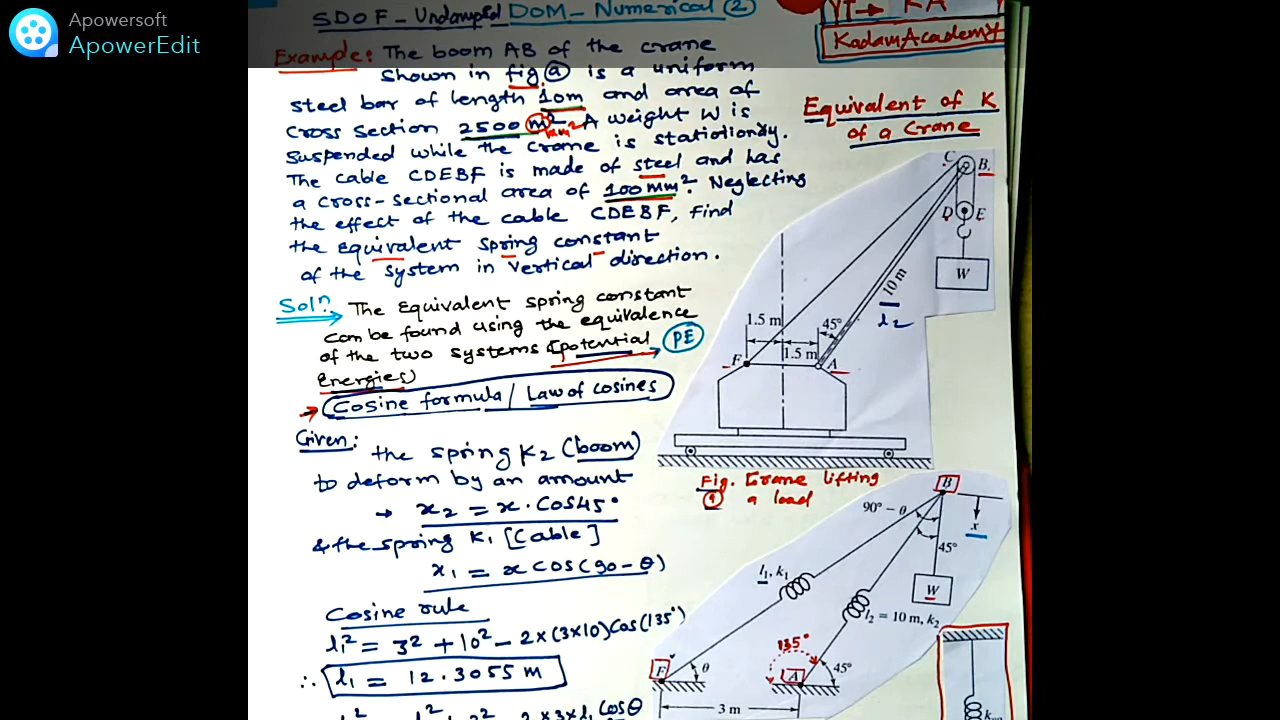 Apowersoft
ApowerEdit
SDOF - Undamped DOM - Numerical ②
VT→ KA
KadamAcademy
Example: The boom AB of the crane
Shown in fig ⓐ is a uniform
steel bar of length 10m and area of
Cross section 2500 m² mm² A weight W is
suspended while the crame is stationary.
The cable CDEBF is made of steel and has
a cross-sectional area of 100 mm². Neglecting
the effect of the cable CDEBF, find
the equivalent spring constant
of the system in vertical direction.
Equivalent of K
of a Crane
C B
D E
W
10 m
l₂
1.5 m
45°
1.5 m
F A
Soln? The Equivalent spring constant
can be found using the equivalence
of the two systems (potential PE
Energies)
Cosine formula / Law of cosines
Given: the spring K₂ (boom)
to deform by an amount
→ x₂ = x · Cos45°
& the spring K₁ [Cable]
x₁ = x cos(90 - θ)
Cosine rule
l₁² = 3² + 10² - 2×(3×10) Cos(135°)
∴ l₁ = 12.3055 m
Fig. Crane lifting
① a load
B
90° − θ
x
45°
l₁, k₁
W
l₂ = 10 m, k₂
135°
F θ
A 45°
3 m